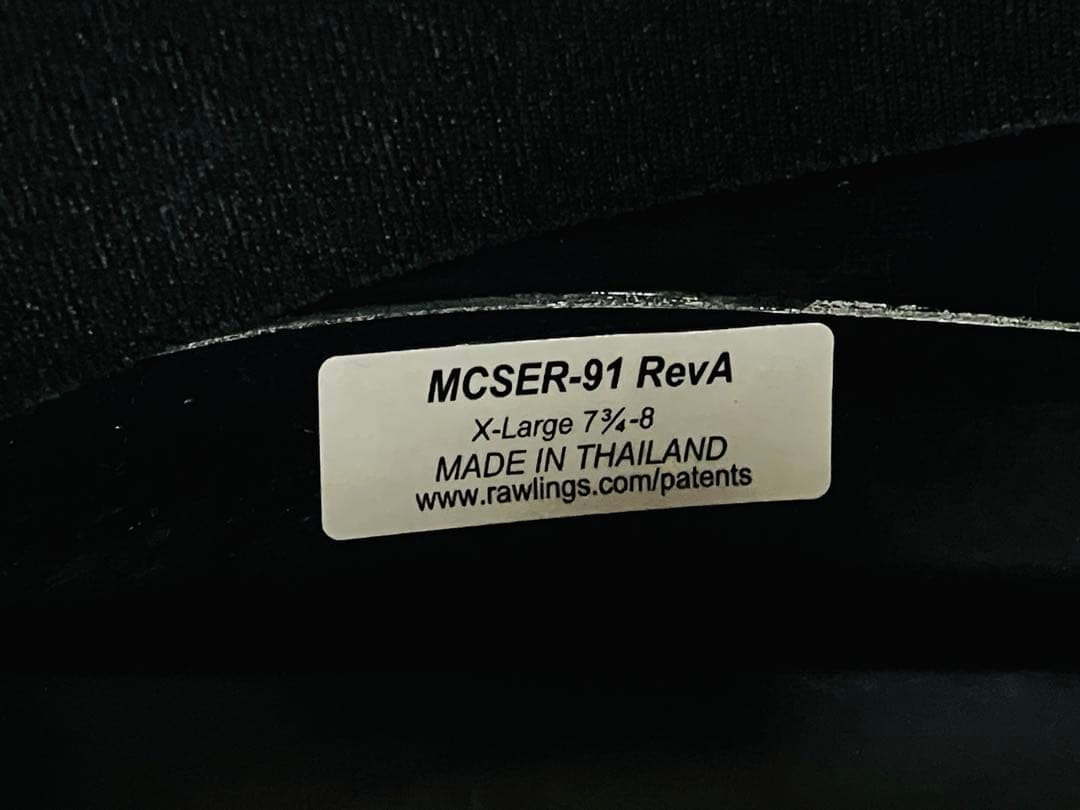 MCSER-91 RevA
X-Large 7¾-8
MADE IN THAILAND
www.rawlings.com/patents